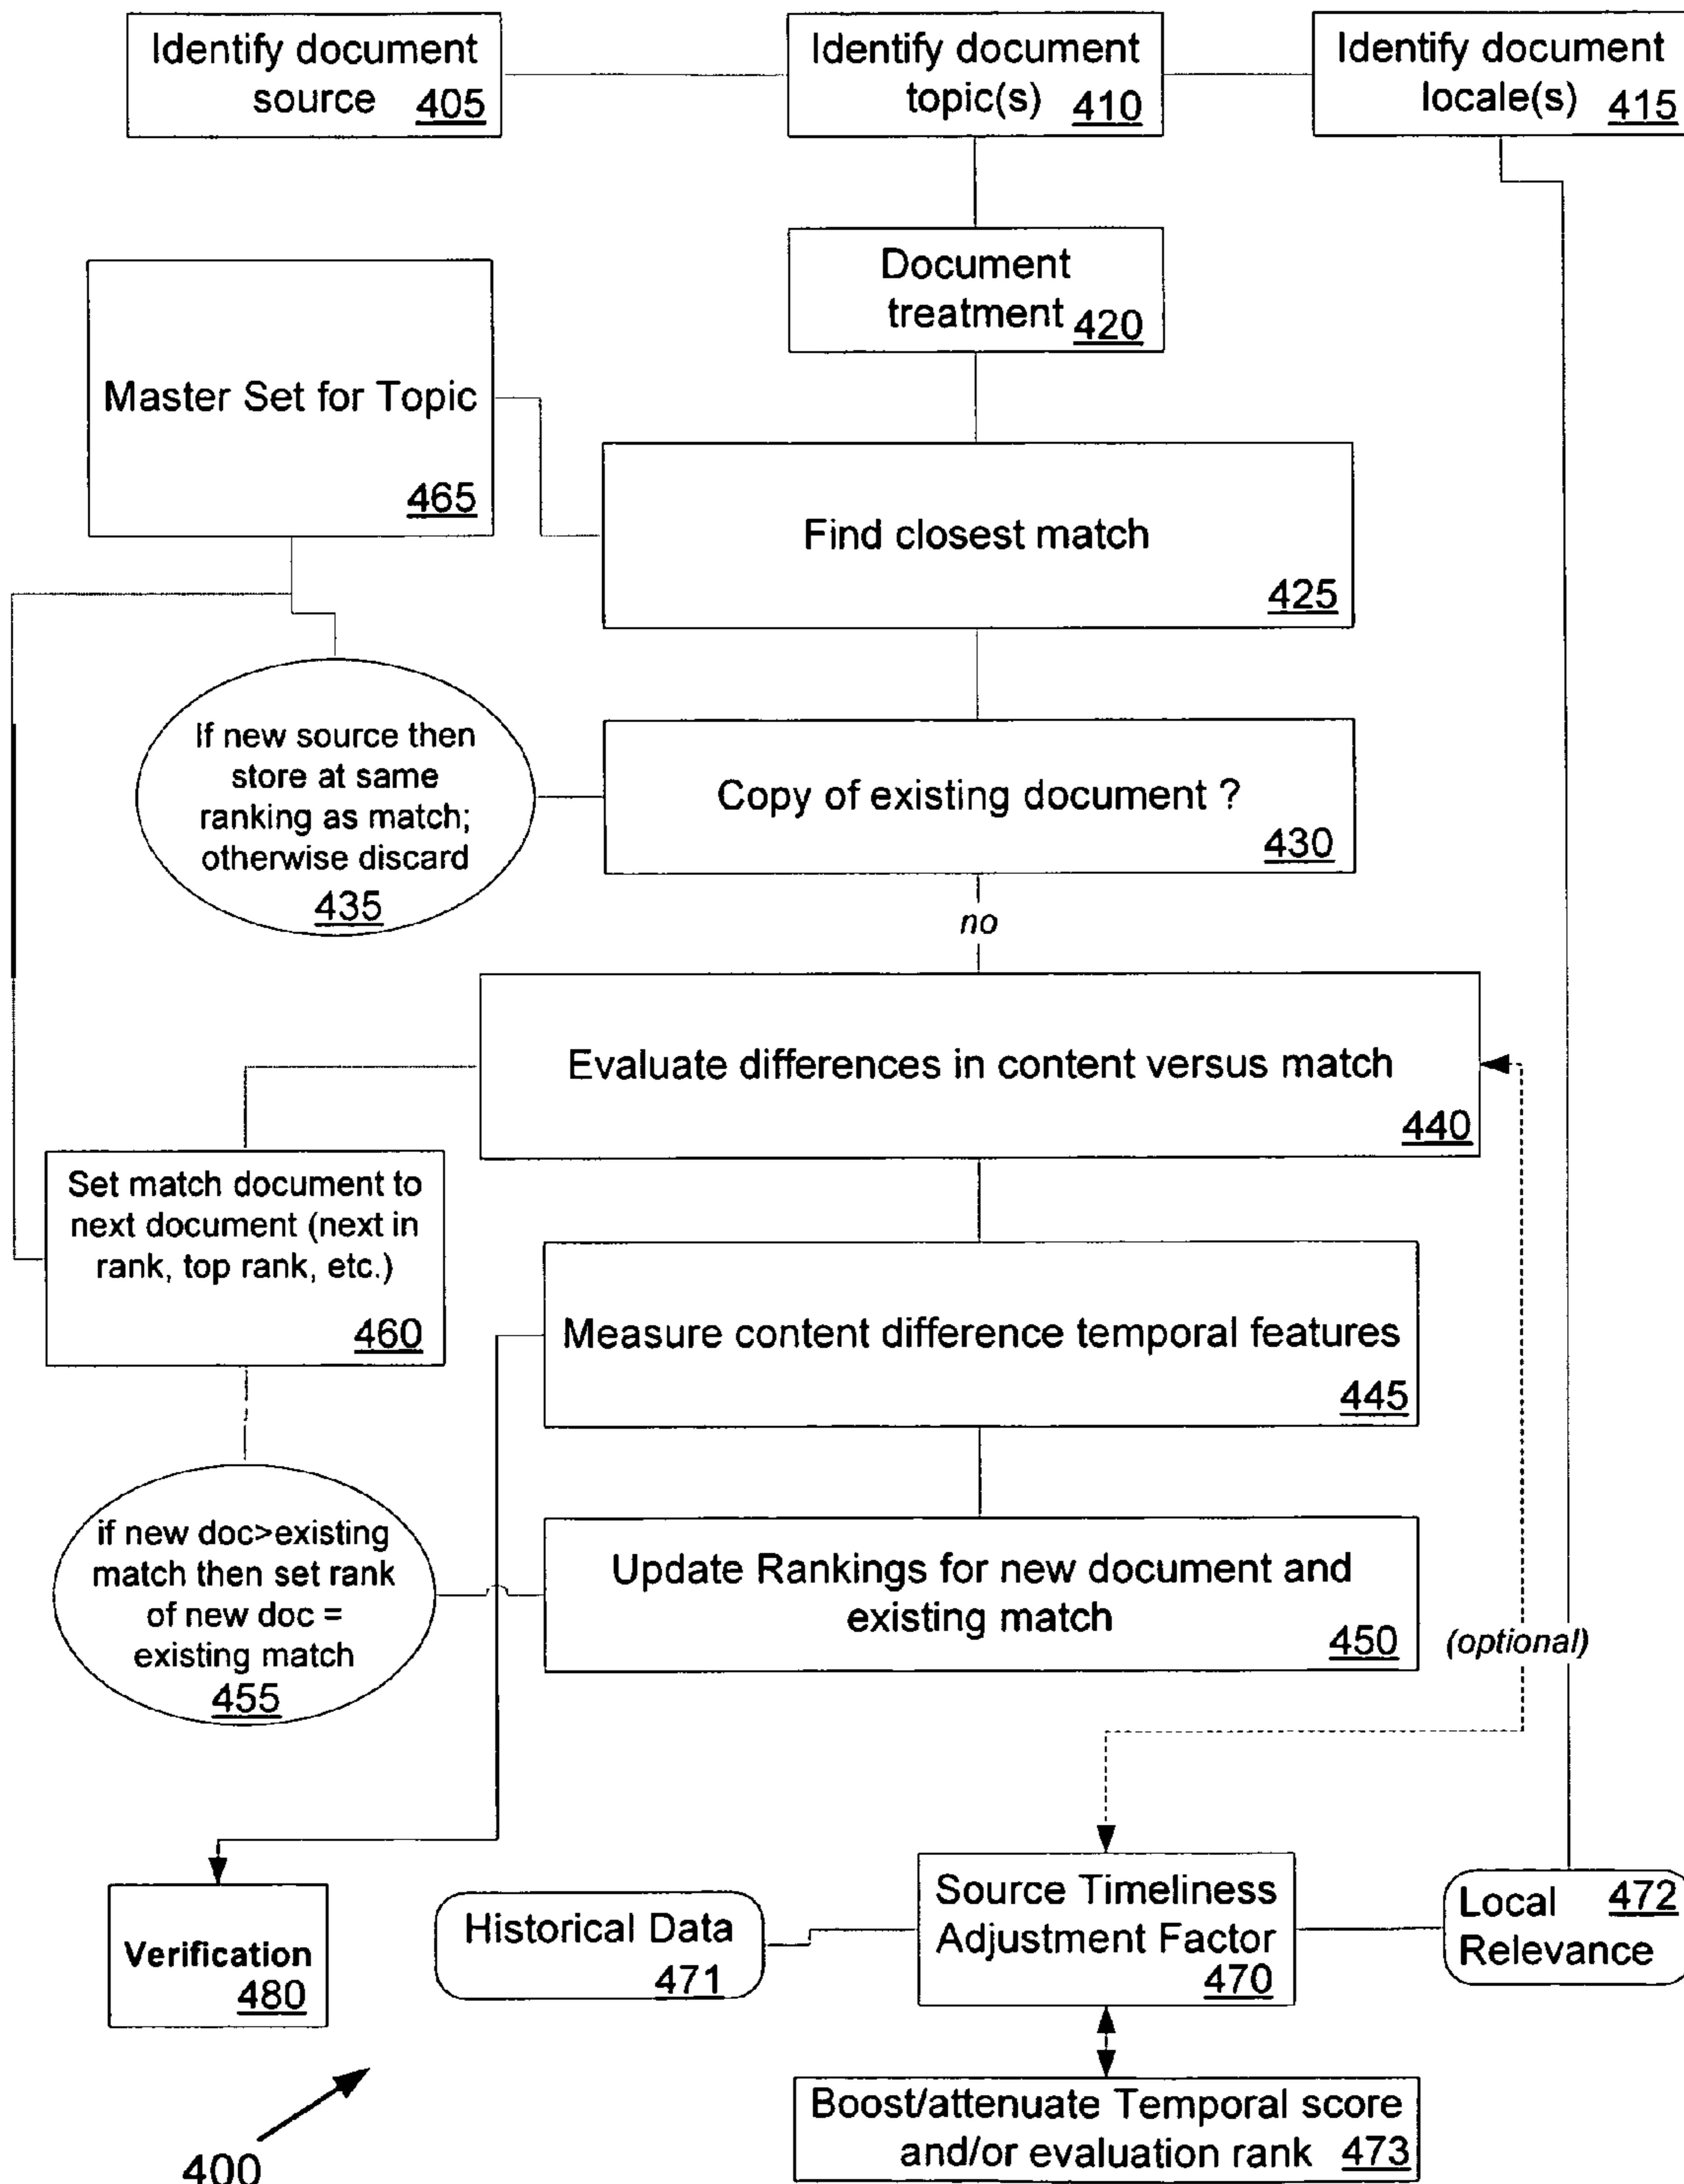 Identify document
source 405
Identify document
topic(s) 410
Identify document
locale(s) 415
Document
treatment 420
Master Set for Topic
465
Find closest match
425
If new source then
store at same
ranking as match;
otherwise discard
435
Copy of existing document ?
430
no
Evaluate differences in content versus match
440
Set match document to
next document (next in
rank, top rank, etc.)
460
Measure content difference temporal features
445
if new doc>existing
match then set rank
of new doc =
existing match
455
Update Rankings for new document and
existing match
450
(optional)
Verification
480
Historical Data
471
Source Timeliness
Adjustment Factor
470
Local 472
Relevance
Boost/attenuate Temporal score
and/or evaluation rank 473
400